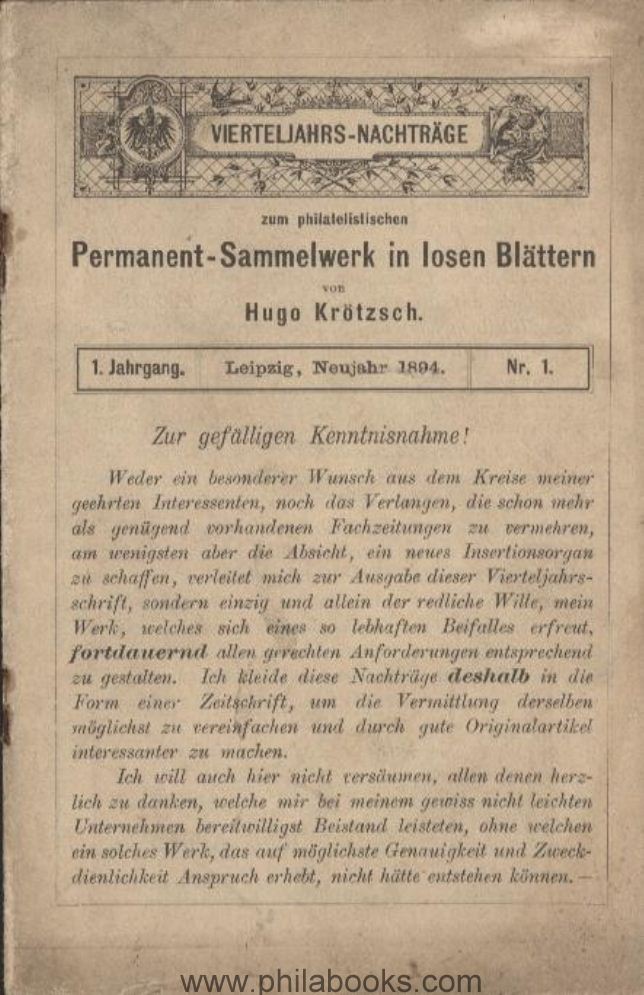 VIERTELJAHRS-NACHTRÄGE
zum philatelistischen
Permanent-Sammelwerk in losen Blättern
von
Hugo Krötzsch.
1. Jahrgang. Leipzig, Neujahr 1894. Nr. 1.
Zur gefälligen Kenntnisnahme!
Weder ein besonderer Wunsch aus dem Kreise meiner
geehrten Interessenten, noch das Verlangen, die schon mehr
als genügend vorhandenen Fachzeitungen zu vermehren,
am wenigsten aber die Absicht, ein neues Insertionsorgan
zu schaffen, verleitet mich zur Ausgabe dieser Vierteljahrs-
schrift, sondern einzig und allein der redliche Wille, mein
Werk, welches sich eines so lebhaften Beifalles erfreut,
fortdauernd allen gerechten Anforderungen entsprechend
zu gestalten. Ich kleide diese Nachträge deshalb in die
Form einer Zeitschrift, um die Vermittlung derselben
möglichst zu vereinfachen und durch gute Originalartikel
interessanter zu machen.
Ich will auch hier nicht versäumen, allen denen herz-
lich zu danken, welche mir bei meinem gewiss nicht leichten
Unternehmen bereitwilligst Beistand leisteten, ohne welchen
ein solches Werk, das auf möglichste Genauigkeit und Zweck-
dienlichkeit Anspruch erhebt, nicht hätte entstehen können. —
www.philabooks.com